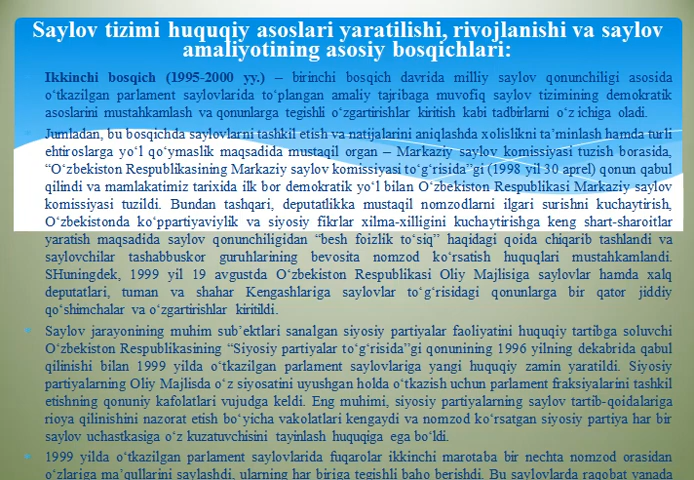 Saylov tizimi huquqiy asoslari yaratilishi, rivojlanishi va saylov
amaliyotining asosiy bosqichlari:
Ikkinchi bosqich (1995-2000 yy.) – birinchi bosqich davrida milliy saylov qonunchiligi asosida
o‘tkazilgan parlament saylovlarida to‘plangan amaliy tajribaga muvofiq saylov tizimining demokratik
asoslarini mustahkamlash va qonunlarga tegishli o‘zgartirishlar kiritish kabi tadbirlarni o‘z ichiga oladi.
Jumladan, bu bosqichda saylovlarni tashkil etish va natijalarini aniqlashda xolislikni ta’minlash hamda turli
ehtiroslarga yo‘l qo‘ymaslik maqsadida mustaqil organ – Markaziy saylov komissiyasi tuzish borasida,
“O‘zbekiston Respublikasining Markaziy saylov komissiyasi to‘g‘risida”gi (1998 yil 30 aprel) qonun qabul
qilindi va mamlakatimiz tarixida ilk bor demokratik yo‘l bilan O‘zbekiston Respublikasi Markaziy saylov
komissiyasi tuzildi. Bundan tashqari, deputatlikka mustaqil nomzodlarni ilgari surishni kuchaytirish,
O‘zbekistonda ko‘ppartiyaviylik va siyosiy fikrlar xilma-xilligini kuchaytirishga keng shart-sharoitlar
yaratish maqsadida saylov qonunchiligidan “besh foizlik to‘siq” haqidagi qoida chiqarib tashlandi va
saylovchilar tashabbuskor guruhlarining bevosita nomzod ko‘rsatish huquqlari mustahkamlandi.
SHuningdek, 1999 yil 19 avgustda O‘zbekiston Respublikasi Oliy Majlisiga saylovlar hamda xalq
deputatlari, tuman va shahar Kengashlariga saylovlar to‘g‘risidagi qonunlarga bir qator jiddiy
qo‘shimchalar va o‘zgartirishlar kiritildi.
Saylov jarayonining muhim sub’ektlari sanalgan siyosiy partiyalar faoliyatini huquqiy tartibga soluvchi
O‘zbekiston Respublikasining “Siyosiy partiyalar to‘g‘risida”gi qonunining 1996 yilning dekabrida qabul
qilinishi bilan 1999 yilda o‘tkazilgan parlament saylovlariga yangi huquqiy zamin yaratildi. Siyosiy
partiyalarning Oliy Majlisda o‘z siyosatini uyushgan holda o‘tkazish uchun parlament fraksiyalarini tashkil
etishning qonuniy kafolatlari vujudga keldi. Eng muhimi, siyosiy partiyalarning saylov tartib-qoidalariga
rioya qilinishini nazorat etish bo‘yicha vakolatlari kengaydi va nomzod ko‘rsatgan siyosiy partiya har bir
saylov uchastkasiga o‘z kuzatuvchisini tayinlash huquqiga ega bo‘ldi.
1999 yilda o‘tkazilgan parlament saylovlarida fuqarolar ikkinchi marotaba bir nechta nomzod orasidan
o‘zlariga ma’qullarini saylashdi, ularning har biriga tegishli baho berishdi. Bu saylovlarda raqobat yanada